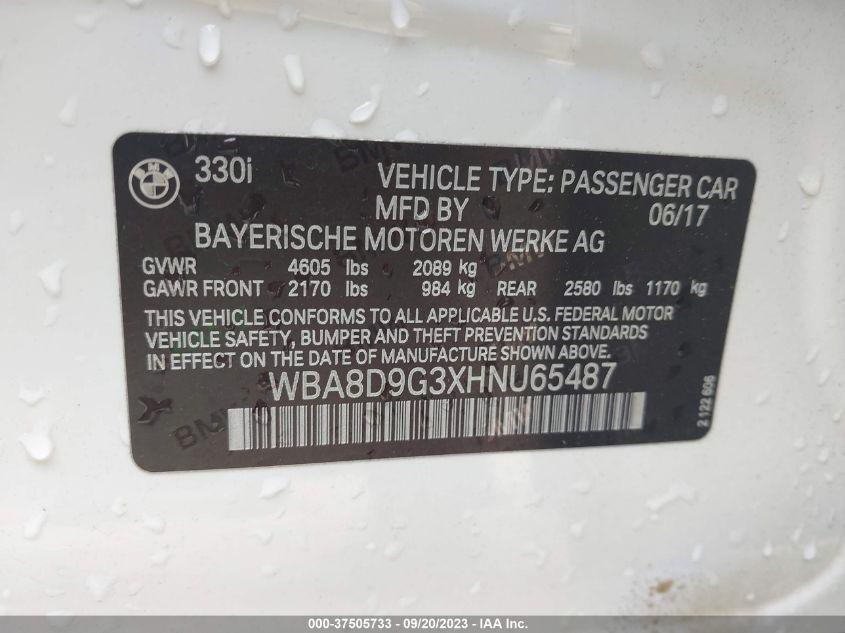 330i VEHICLE TYPE: PASSENGER CAR
MFD BY 06/17
BAYERISCHE MOTOREN WERKE AG
GVWR 4605 lbs 2089 kg
GAWR FRONT 2170 lbs 984 kg REAR 2580 lbs 1170 kg
THIS VEHICLE CONFORMS TO ALL APPLICABLE U.S. FEDERAL MOTOR
VEHICLE SAFETY, BUMPER AND THEFT PREVENTION STANDARDS
IN EFFECT ON THE DATE OF MANUFACTURE SHOWN ABOVE.
WBA8D9G3XHNU65487
2 122 606
000-37505733 - 09/20/2023 - IAA Inc.